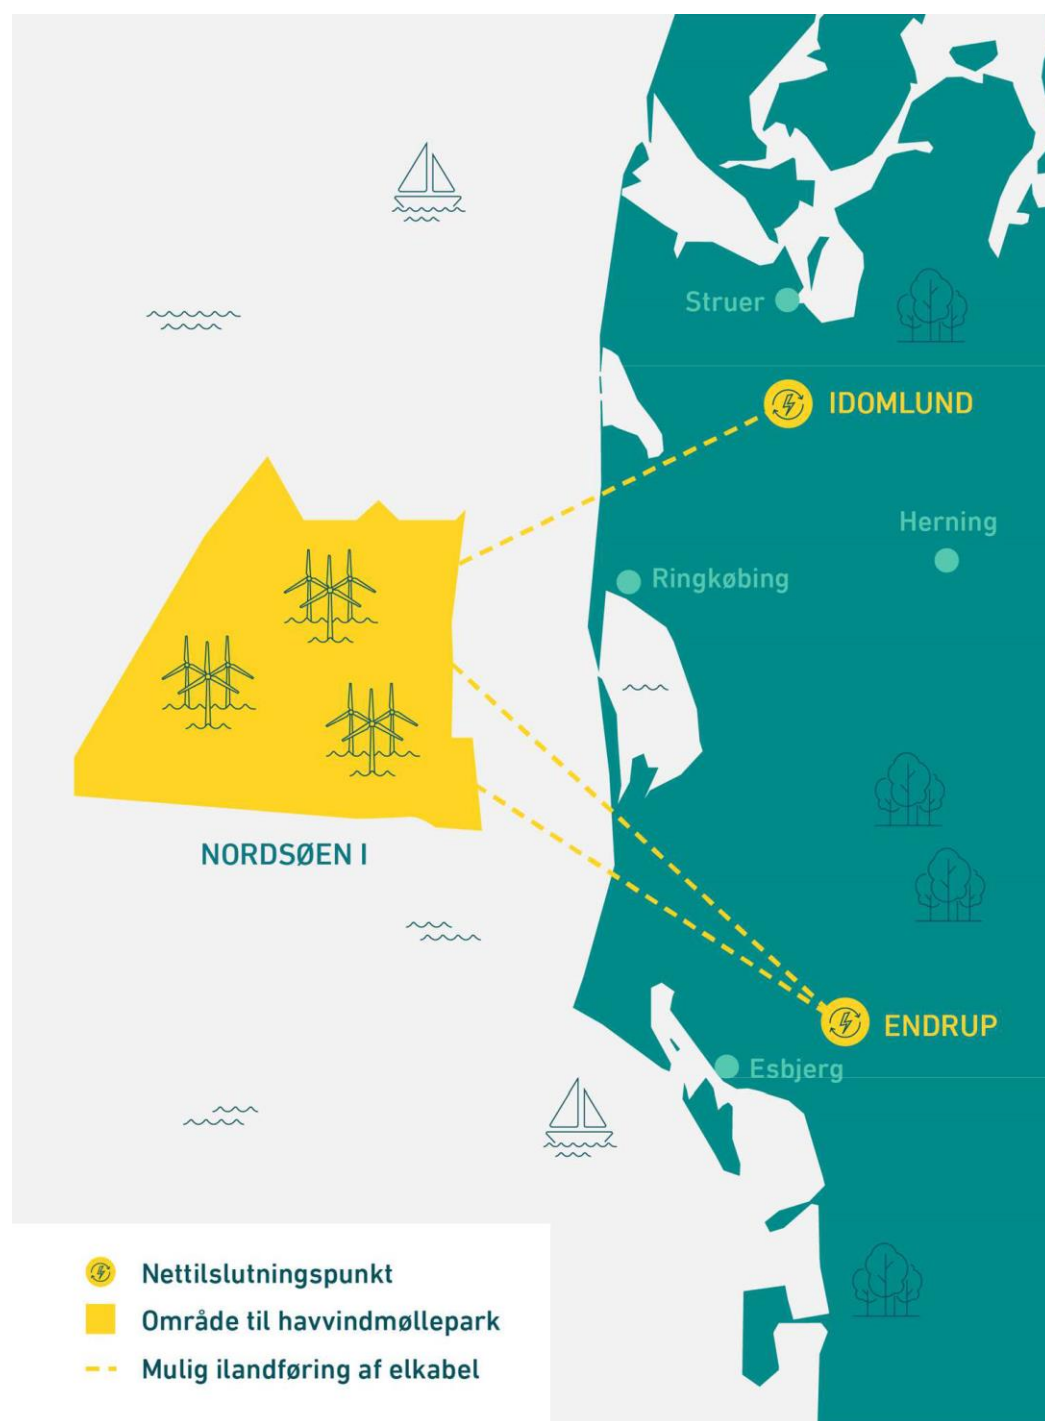 Struer
IDOMLUND
Herning
Ringkøbing
NORDSØEN I
ENDRUP
Esbjerg
Nettilslutningspunkt
Område til havvindmøllepark
Mulig ilandføring af elkabel